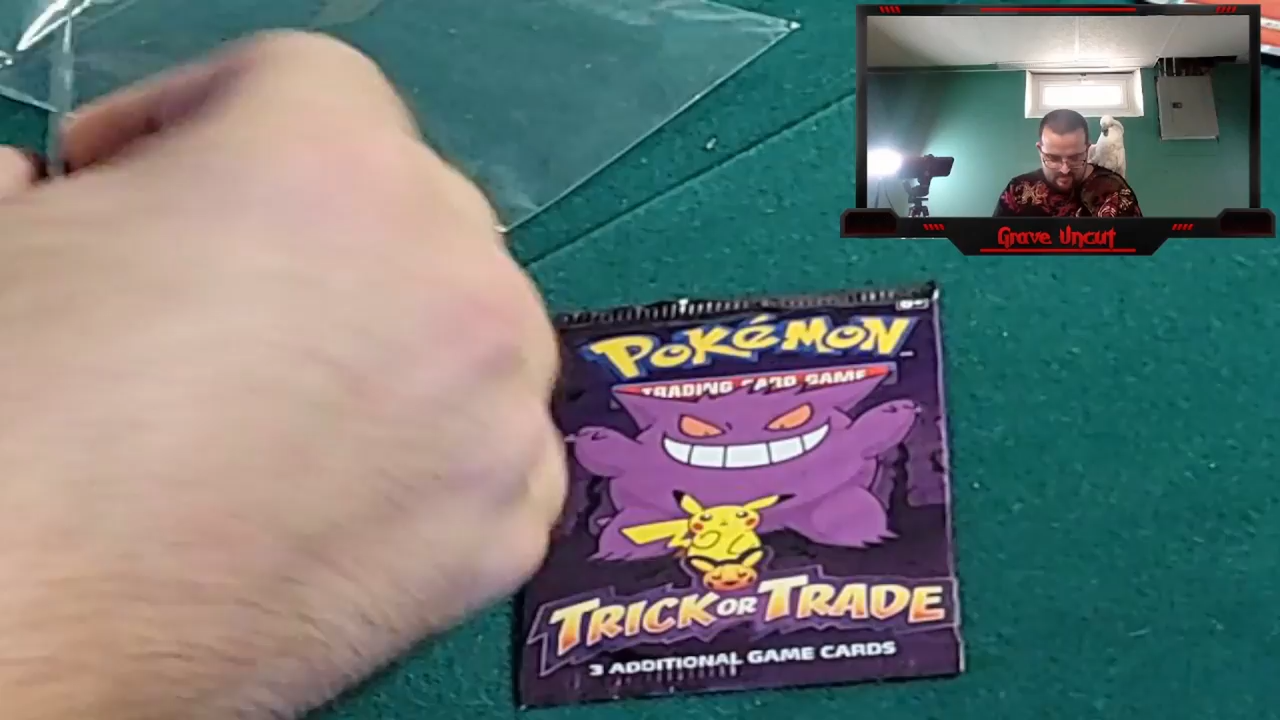 Grave Uncut
POKÉMON
TRADING CARD GAME
TRICK OR TRADE
3 ADDITIONAL GAME CARDS